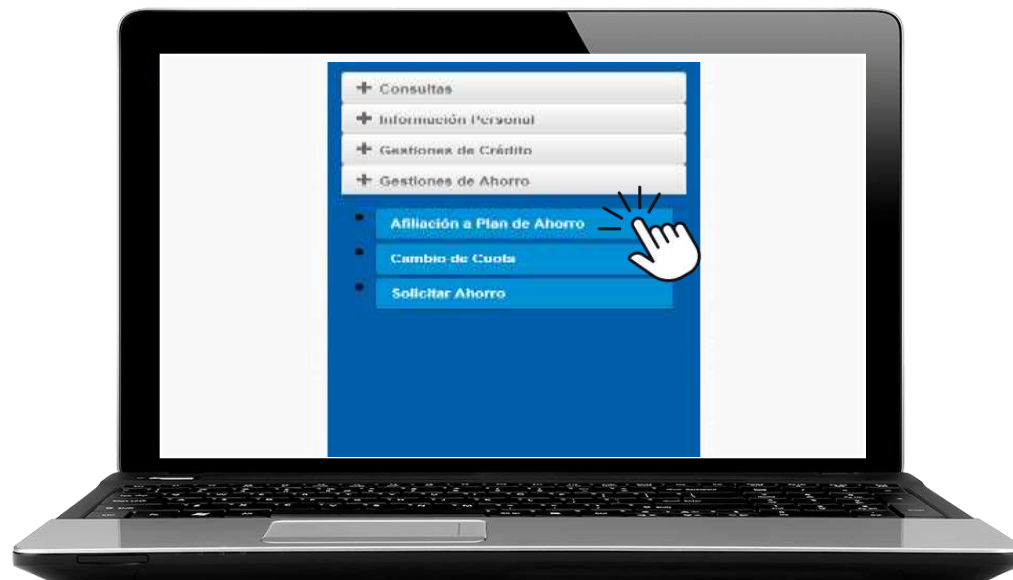 + Consultas
+ Información Personal
+ Gestiones de Crédito
+ Gestiones de Ahorro
• Afiliación a Plan de Ahorro
• Cambio de Cuota
• Solicitar Ahorro